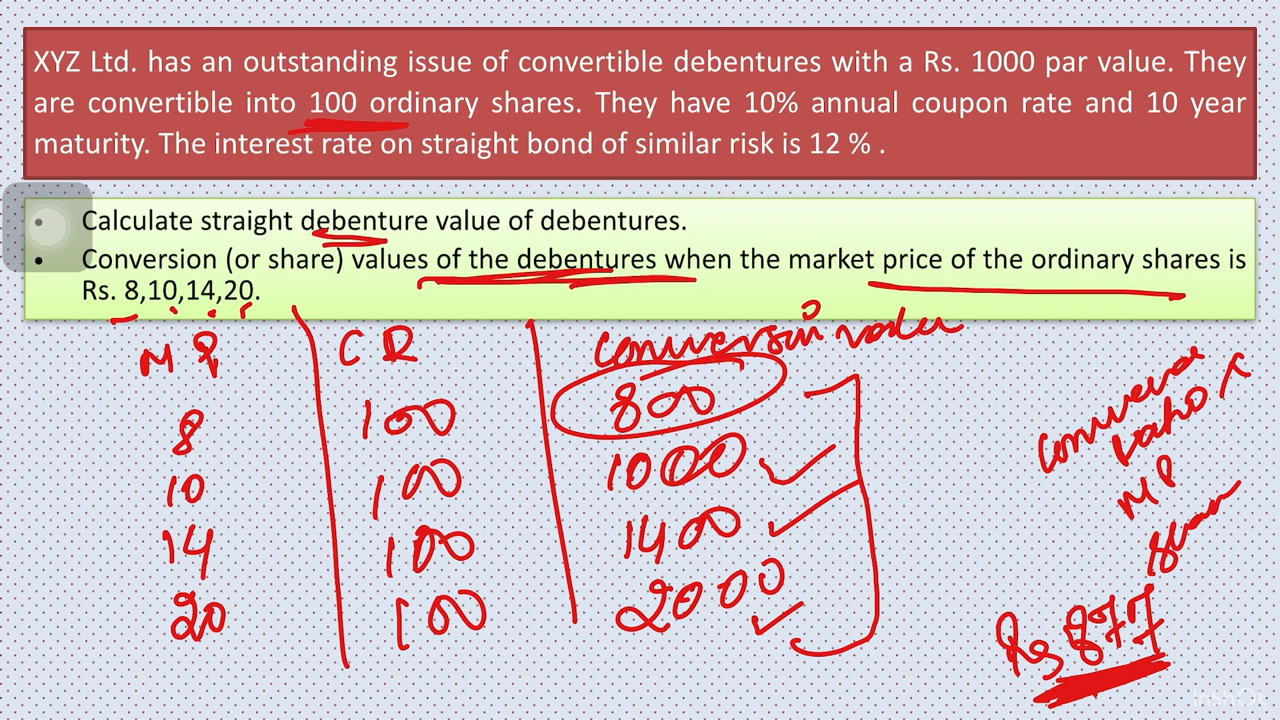 XYZ Ltd. has an outstanding issue of convertible debentures with a Rs. 1000 par value. They
are convertible into 100 ordinary shares. They have 10% annual coupon rate and 10 year
maturity. The interest rate on straight bond of similar risk is 12 % .
• Calculate straight debenture value of debentures.
• Conversion (or share) values of the debentures when the market price of the ordinary shares is
Rs. 8,10,14,20.
M P CR conversion value
8 100 800
10 100 1000
14 100 1400
20 100 2000
ratio X
MP
Rs 877